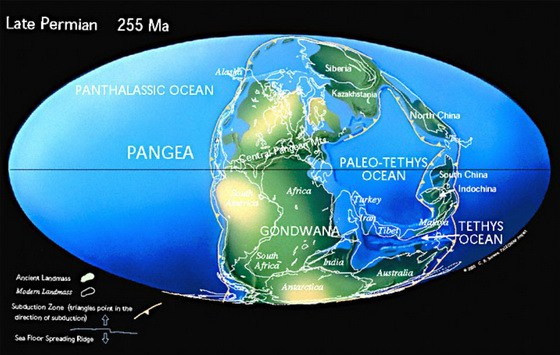 Late Permian 255 Ma
Alaska
Siberia
PANTHALASSIC OCEAN
Kazakhstania
North China
PANGEA
Central Pangean Mts.
PALEO-TETHYS
OCEAN
South China
Indochina
South
America
Africa
Turkey
Iran
Tibet
Malaya
TETHYS
OCEAN
GONDWANA
South
Africa
India
Australia
Antarctica
Ancient Landmass
Modern Landmass
Subduction Zone (triangles point in the
direction of subduction)
Sea Floor Spreading Ridge